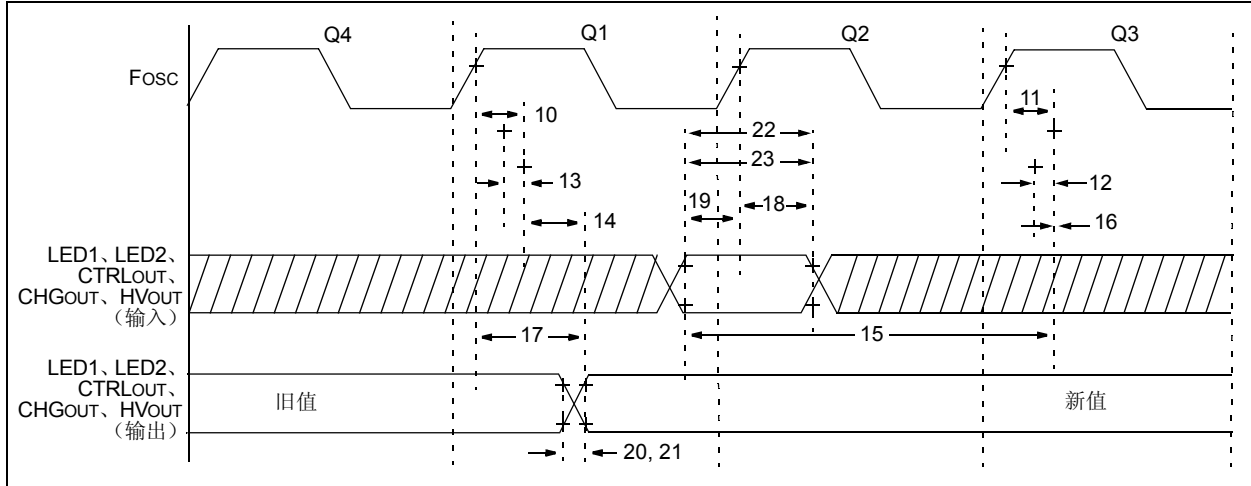 Q4
Q1
Q2
Q3
FOSC
10
11
22
23
13
12
19
18
14
16
LED1、LED2、
CTRLOUT、
CHGOUT、HVOUT
(输入)
17
15
LED1、LED2、
CTRLOUT、
CHGOUT、HVOUT
(输出)
旧值
新值
20, 21